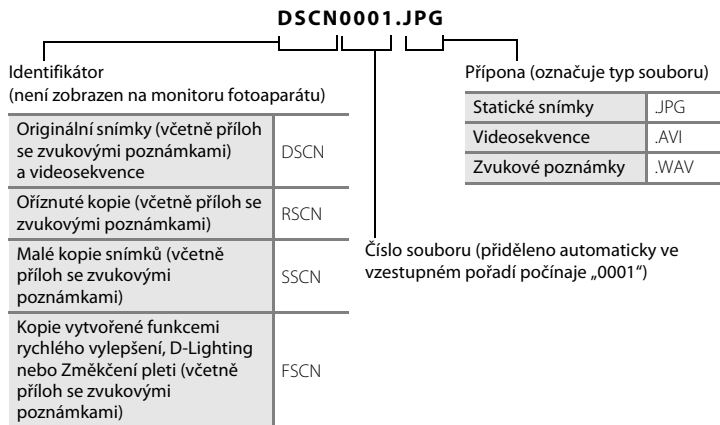 DSCN0001.JPG
Identifikátor
(není zobrazen na monitoru fotoaparátu)
Originální snímky (včetně příloh
se zvukovými poznámkami)
a videosekvence
DSCN
Oříznuté kopie (včetně příloh se
zvukovými poznámkami)
RSCN
Malé kopie snímků (včetně
příloh se zvukovými
poznámkami)
SSCN
Kopie vytvořené funkcemi
rychlého vylepšení, D-Lighting
nebo Změkčení pleti (včetně
příloh se zvukovými
poznámkami)
FSCN
Přípona (označuje typ souboru)
Statické snímky .JPG
Videosekvence .AVI
Zvukové poznámky .WAV
Číslo souboru (přiděleno automaticky ve
vzestupném pořadí počínaje „0001“)